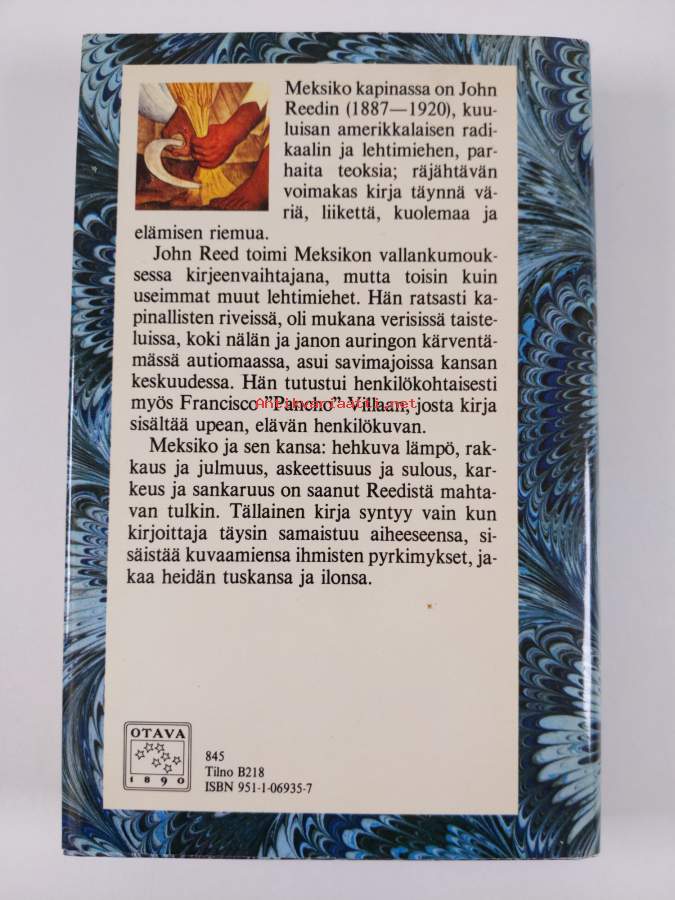 Meksiko kapinassa on John
Reedin (1887—1920), kuu-
luisan amerikkalaisen radi-
kaalin ja lehtimiehen, par-
haita teoksia; räjähtävän
voimakas kirja täynnä vä-
riä, liikettä, kuolemaa ja
elämisen riemua.
John Reed toimi Meksikon vallankumouk-
sessa kirjeenvaihtajana, mutta toisin kuin
useimmat muut lehtimiehet. Hän ratsasti ka-
pinallisten riveissä, oli mukana verisissä taiste-
luissa, koki nälän ja janon auringon kärventä-
mässä autiomaassa, asui savimajoissa kansan
keskuudessa. Hän tutustui henkilökohtaisesti
myös Francisco ”Pancho” Villaan, josta kirja
Antikvariaatti.net
sisältää upean, elävän henkilökuvan.
Meksiko ja sen kansa: hehkuva lämpö, rak-
kaus ja julmuus, askeettisuus ja sulous, kar-
keus ja sankaruus on saanut Reedistä mahta-
van tulkin. Tällainen kirja syntyy vain kun
kirjoittaja täysin samaistuu aiheeseensa, si-
säistää kuvaamiensa ihmisten pyrkimykset, ja-
kaa heidän tuskansa ja ilonsa.
OTAVA
1890
845
Tilno B218
ISBN 951-1-06935-7